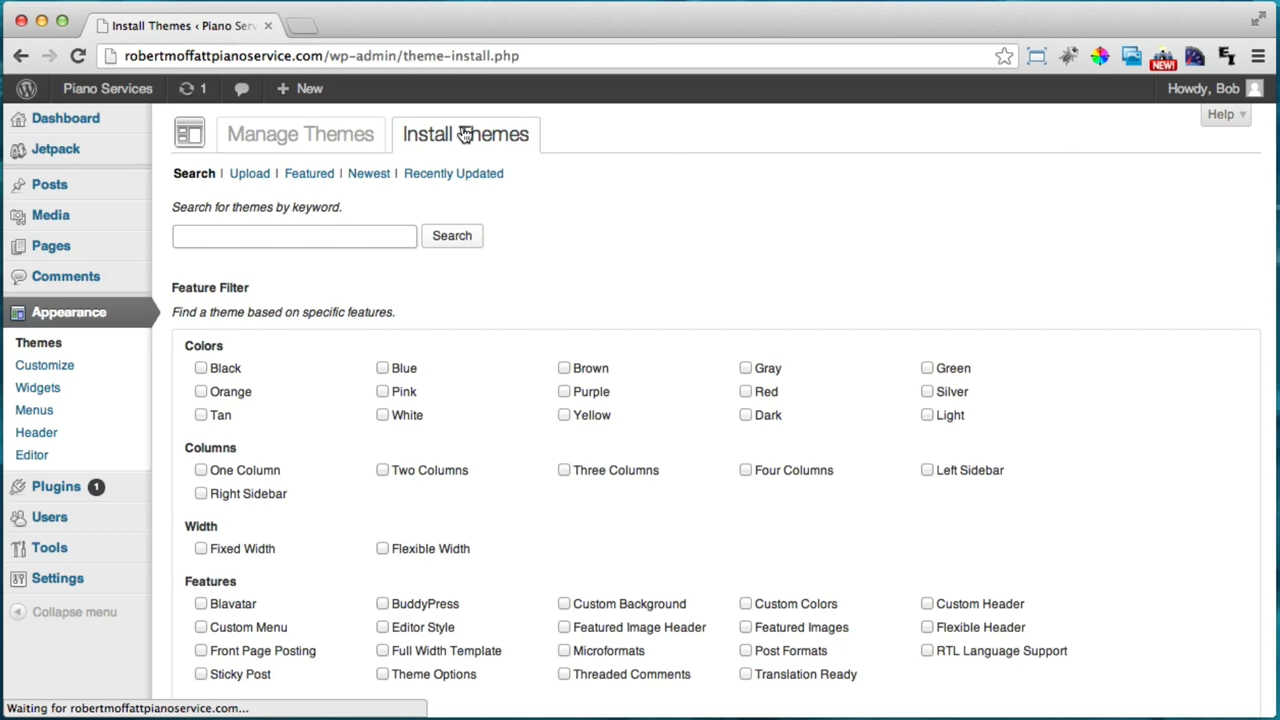 Install Themes ‹ Piano Ser
robertmoffattpianoservice.com/wp-admin/theme-install.php
NEW!
Piano Services 1 + New Howdy, Bob
Help
Dashboard
Jetpack
Posts
Media
Pages
Comments
Appearance
Themes
Customize
Widgets
Menus
Header
Editor
Plugins 1
Users
Tools
Settings
Collapse menu
Manage Themes Install Themes
Search | Upload | Featured | Newest | Recently Updated
Search for themes by keyword.
Search
Feature Filter
Find a theme based on specific features.
Colors
Black Blue Brown Gray Green
Orange Pink Purple Red Silver
Tan White Yellow Dark Light
Columns
One Column Two Columns Three Columns Four Columns Left Sidebar
Right Sidebar
Width
Fixed Width Flexible Width
Features
Blavatar BuddyPress Custom Background Custom Colors Custom Header
Custom Menu Editor Style Featured Image Header Featured Images Flexible Header
Front Page Posting Full Width Template Microformats Post Formats RTL Language Support
Sticky Post Theme Options Threaded Comments Translation Ready
Waiting for robertmoffattpianoservice.com...